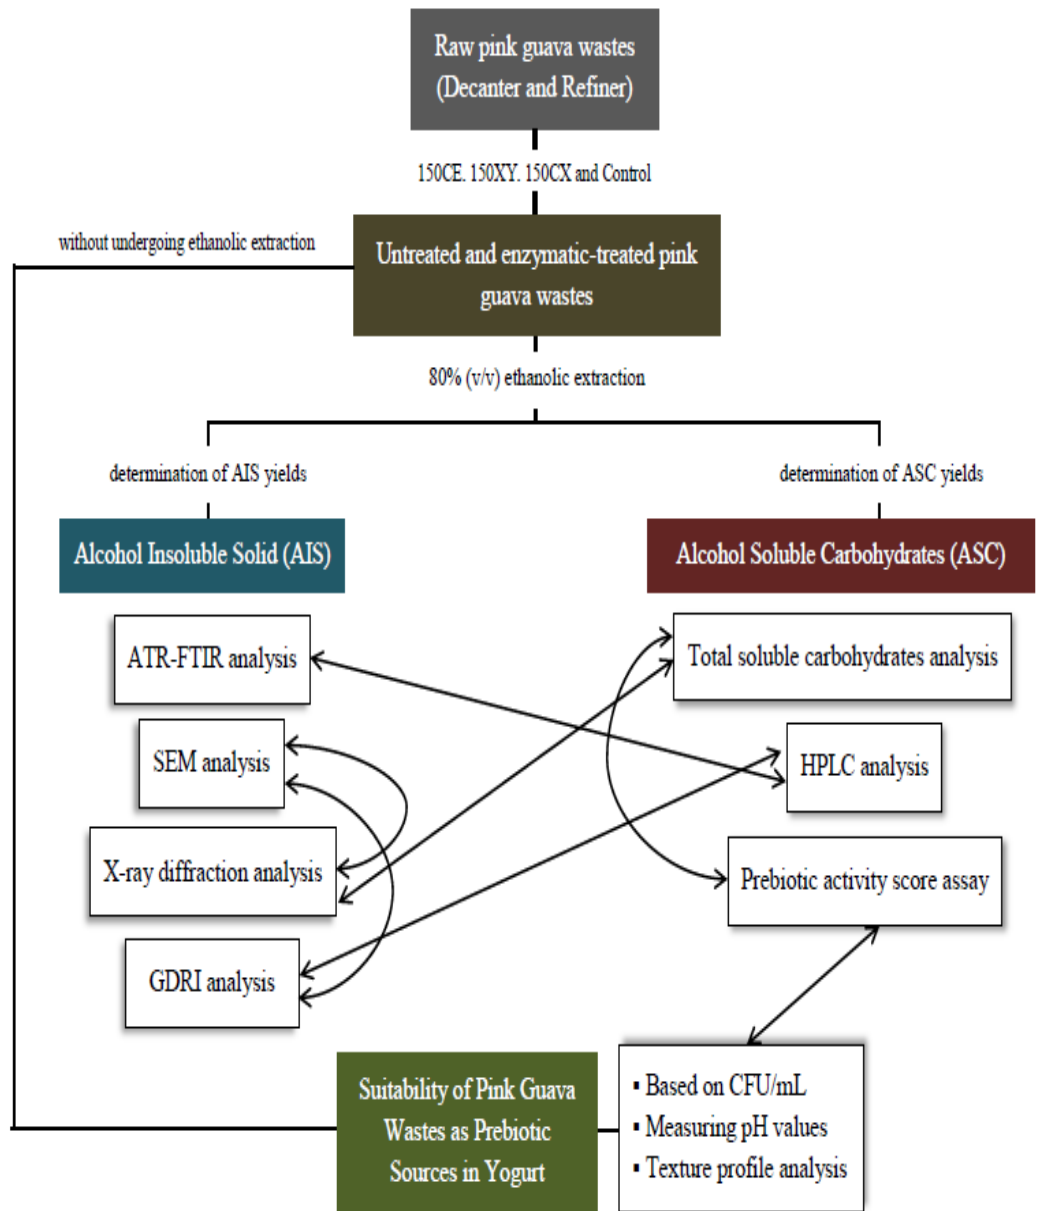 Raw pink guava wastes
(Decanter and Refiner)
150CE. 150XY. 150CX and Control
without undergoing ethanolic extraction
Untreated and enzymatic-treated pink
guava wastes
80% (v/v) ethanolic extraction
determination of AIS yields
determination of ASC yields
Alcohol Insoluble Solid (AIS)
Alcohol Soluble Carbohydrates (ASC)
ATR-FTIR analysis
Total soluble carbohydrates analysis
SEM analysis
HPLC analysis
X-ray diffraction analysis
Prebiotic activity score assay
GDRI analysis
Suitability of Pink Guava
Wastes as Prebiotic
Sources in Yogurt
▪ Based on CFU/mL
▪ Measuring pH values
▪ Texture profile analysis